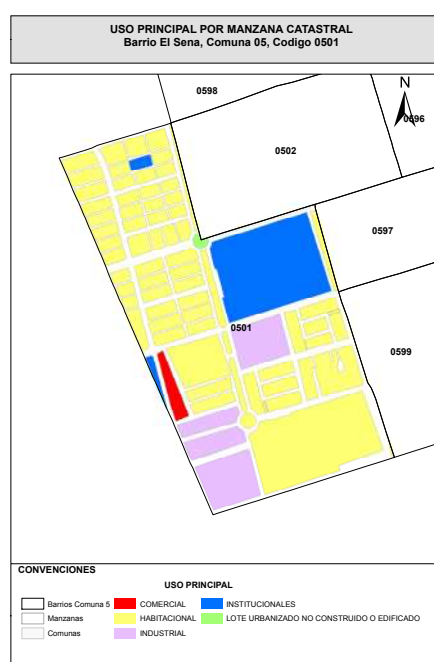 USO PRINCIPAL POR MANZANA CATASTRAL
Barrio El Sena, Comuna 05, Codigo 0501
N
0598
0596
0502
0597
0501
0599
CONVENCIONES
USO PRINCIPAL
Barrios Comuna 5 COMERCIAL INSTITUCIONALES
Manzanas HABITACIONAL LOTE URBANIZADO NO CONSTRUIDO O EDIFICADO
Comunas INDUSTRIAL